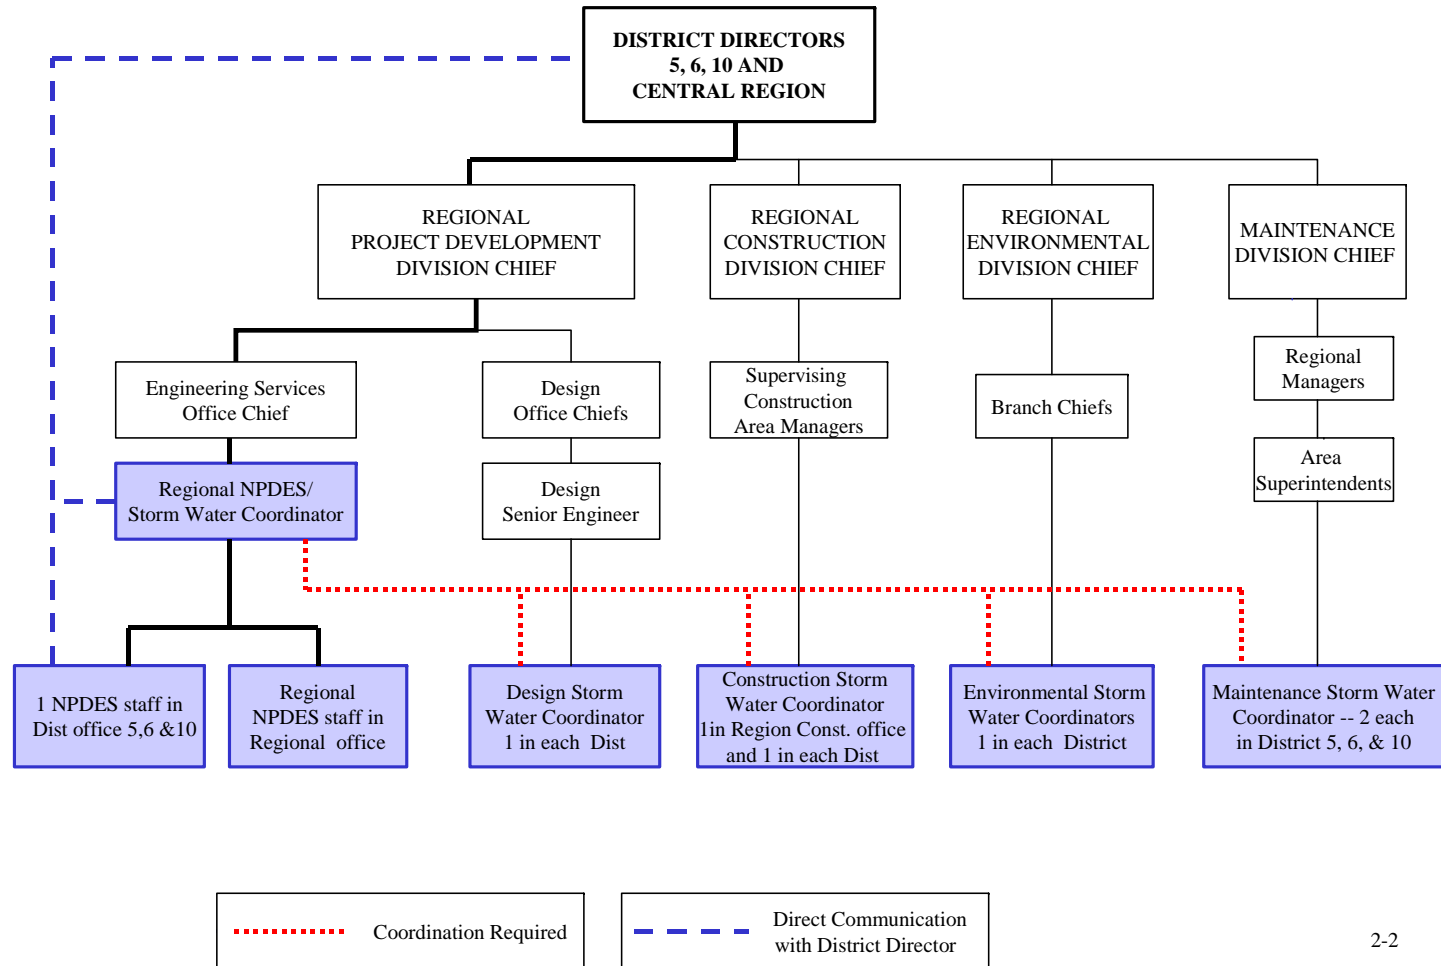 DISTRICT DIRECTORS
5, 6, 10 AND
CENTRAL REGION
REGIONAL
PROJECT DEVELOPMENT
DIVISION CHIEF
REGIONAL
CONSTRUCTION
DIVISION CHIEF
REGIONAL
ENVIRONMENTAL
DIVISION CHIEF
MAINTENANCE
DIVISION CHIEF
Engineering Services
Office Chief
Design
Office Chiefs
Supervising
Construction
Area Managers
Branch Chiefs
Regional
Managers
Regional NPDES/
Storm Water Coordinator
Design
Senior Engineer
Area
Superintendents
1 NPDES staff in
Dist office 5,6 &10
Regional
NPDES staff in
Regional office
Design Storm
Water Coordinator
1 in each Dist
Construction Storm
Water Coordinator
1in Region Const. office
and 1 in each Dist
Environmental Storm
Water Coordinators
1 in each District
Maintenance Storm Water
Coordinator -- 2 each
in District 5, 6, & 10
Coordination Required
Direct Communication
with District Director
2-2